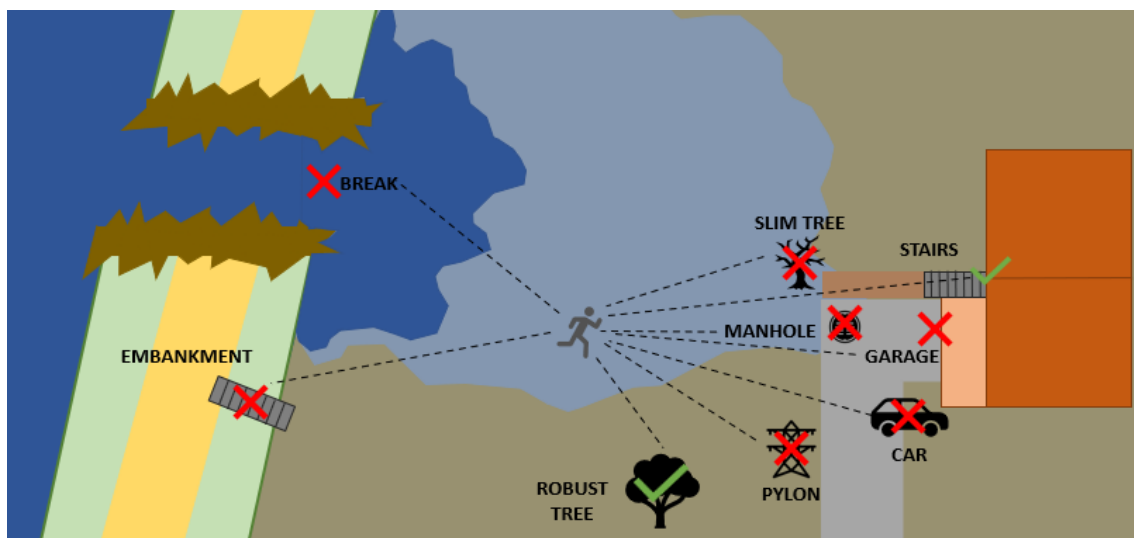 BREAK
SLIM TREE
STAIRS
MANHOLE
EMBANKMENT
GARAGE
CAR
ROBUST
TREE
PYLON